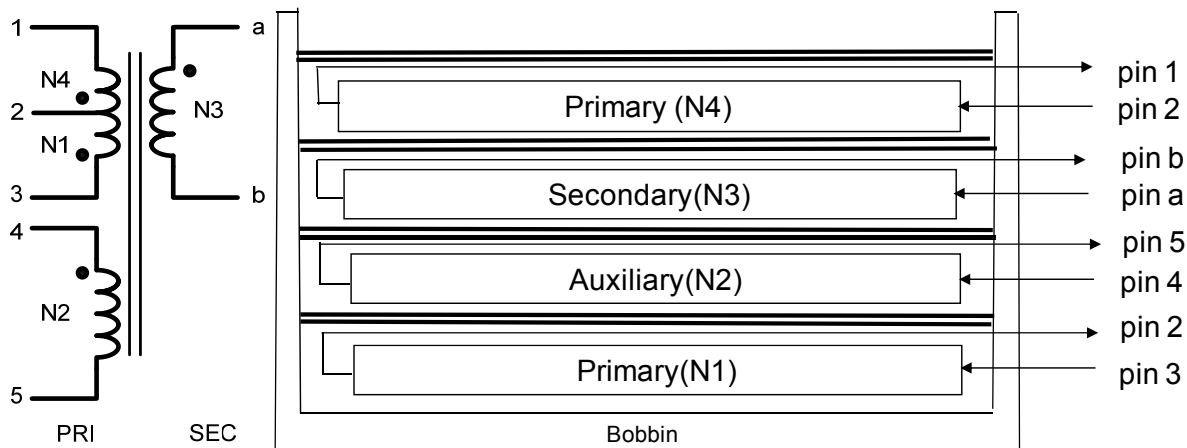 1
N4
2
N1
3
4
N2
5
PRI
a
N3
b
SEC
pin 1
Primary (N4)
pin 2
pin b
Secondary(N3)
pin a
pin 5
Auxiliary(N2)
pin 4
pin 2
Primary(N1)
pin 3
Bobbin